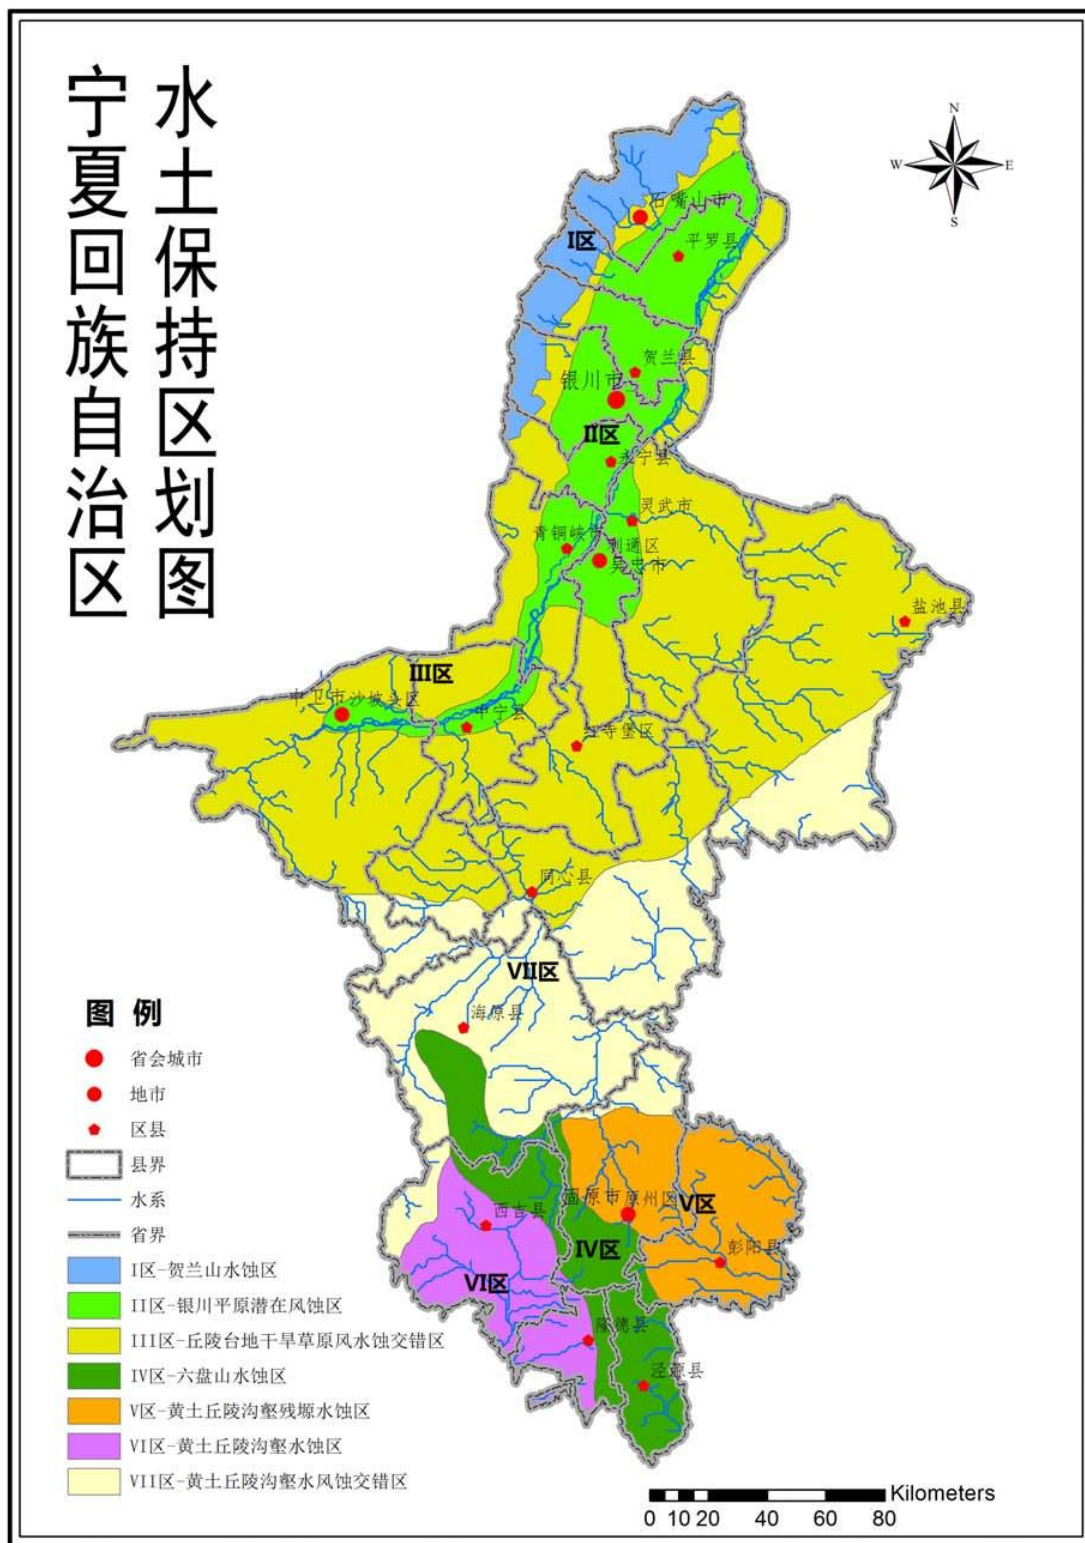 宁夏回族自治区
水土保持区划图
N
W
E
S
石嘴山市
I区
平罗县
贺兰县
银川市
II区
永宁县
灵武市
青铜峡市
利通区
吴忠市
盐池县
III区
中卫市
沙坡头区
中宁县
红寺堡区
同心县
VII区
海原县
固原市
原州区
V区
西吉县
IV区
彭阳县
VI区
隆德县
泾源县
图 例
省会城市
地市
区县
县界
水系
省界
I区-贺兰山水蚀区
II区-银川平原潜在风蚀区
III区-丘陵台地干旱草原风水蚀交错区
IV区-六盘山水蚀区
V区-黄土丘陵沟壑残塬水蚀区
VI区-黄土丘陵沟壑水蚀区
VII区-黄土丘陵沟壑水风蚀交错区
Kilometers
0 10 20 40 60 80